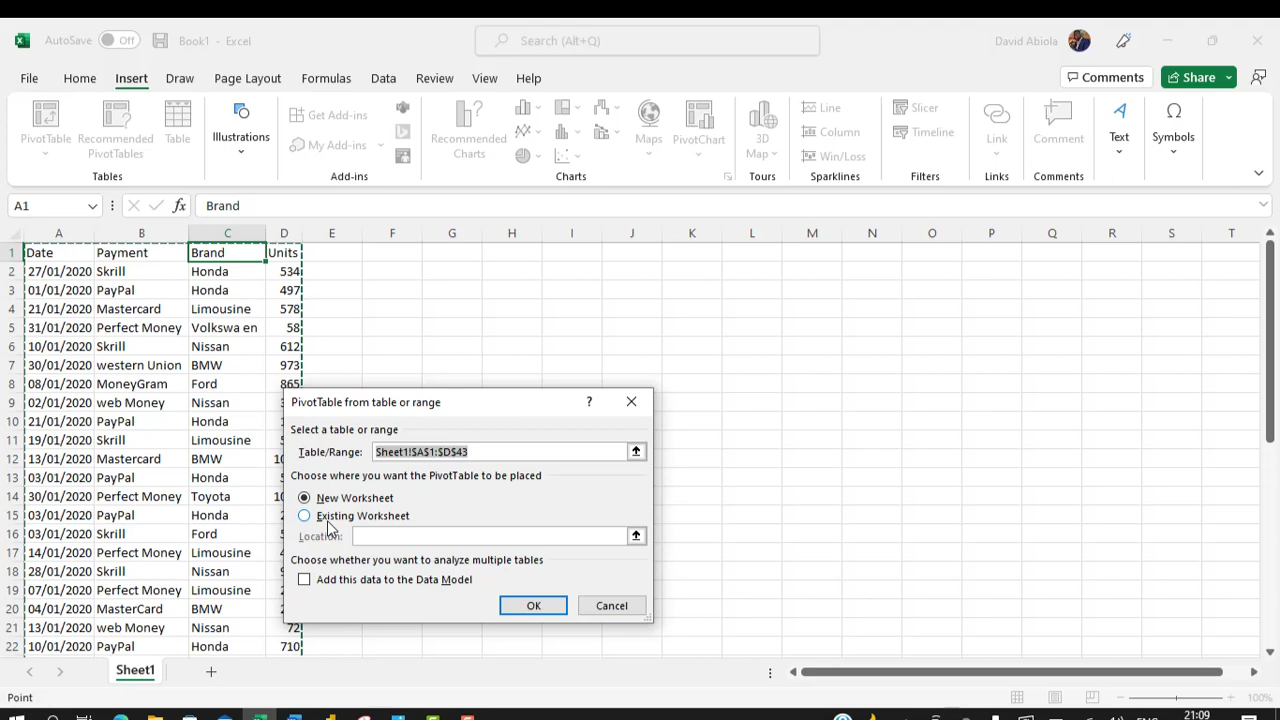 AutoSave Off Book1 - Excel Search (Alt+Q) David Abiola
File Home Insert Draw Page Layout Formulas Data Review View Help Comments Share
PivotTable Recommended PivotTables Table
Tables
Illustrations
Get Add-ins
My Add-ins
Add-ins
Recommended Charts
Maps
PivotChart
Charts
3D Map
Tours
Line
Column
Win/Loss
Sparklines
Slicer
Timeline
Filters
Link
Links
Comment
Comments
Text
Symbols
A1 fx Brand
A B C D E F G H I J K L M N O P Q R S T
1 Date Payment Brand Units
2 27/01/2020 Skrill Honda 534
3 01/01/2020 PayPal Honda 497
4 21/01/2020 Mastercard Limousine 578
5 31/01/2020 Perfect Money Volkswa en 58
6 10/01/2020 Skrill Nissan 612
7 30/01/2020 western Union BMW 973
8 08/01/2020 MoneyGram Ford 865
9 02/01/2020 web Money Nissan
10 21/01/2020 PayPal Honda
11 19/01/2020 Skrill Limousine
12 13/01/2020 Mastercard BMW
13 03/01/2020 PayPal Honda
14 30/01/2020 Perfect Money Toyota
15 03/01/2020 PayPal Honda
16 03/01/2020 Skrill Ford
17 14/01/2020 Perfect Money Limousine
18 28/01/2020 Skrill Nissan
19 07/01/2020 Perfect Money Limousine
20 04/01/2020 MasterCard BMW
21 13/01/2020 web Money Nissan 72
22 10/01/2020 PayPal Honda 710
PivotTable from table or range ?
Select a table or range
Table/Range: Sheet1!$A$1:$D$43
Choose where you want the PivotTable to be placed
New Worksheet
Existing Worksheet
Location:
Choose whether you want to analyze multiple tables
Add this data to the Data Model
OK Cancel
Sheet1
Point 100%
21:09